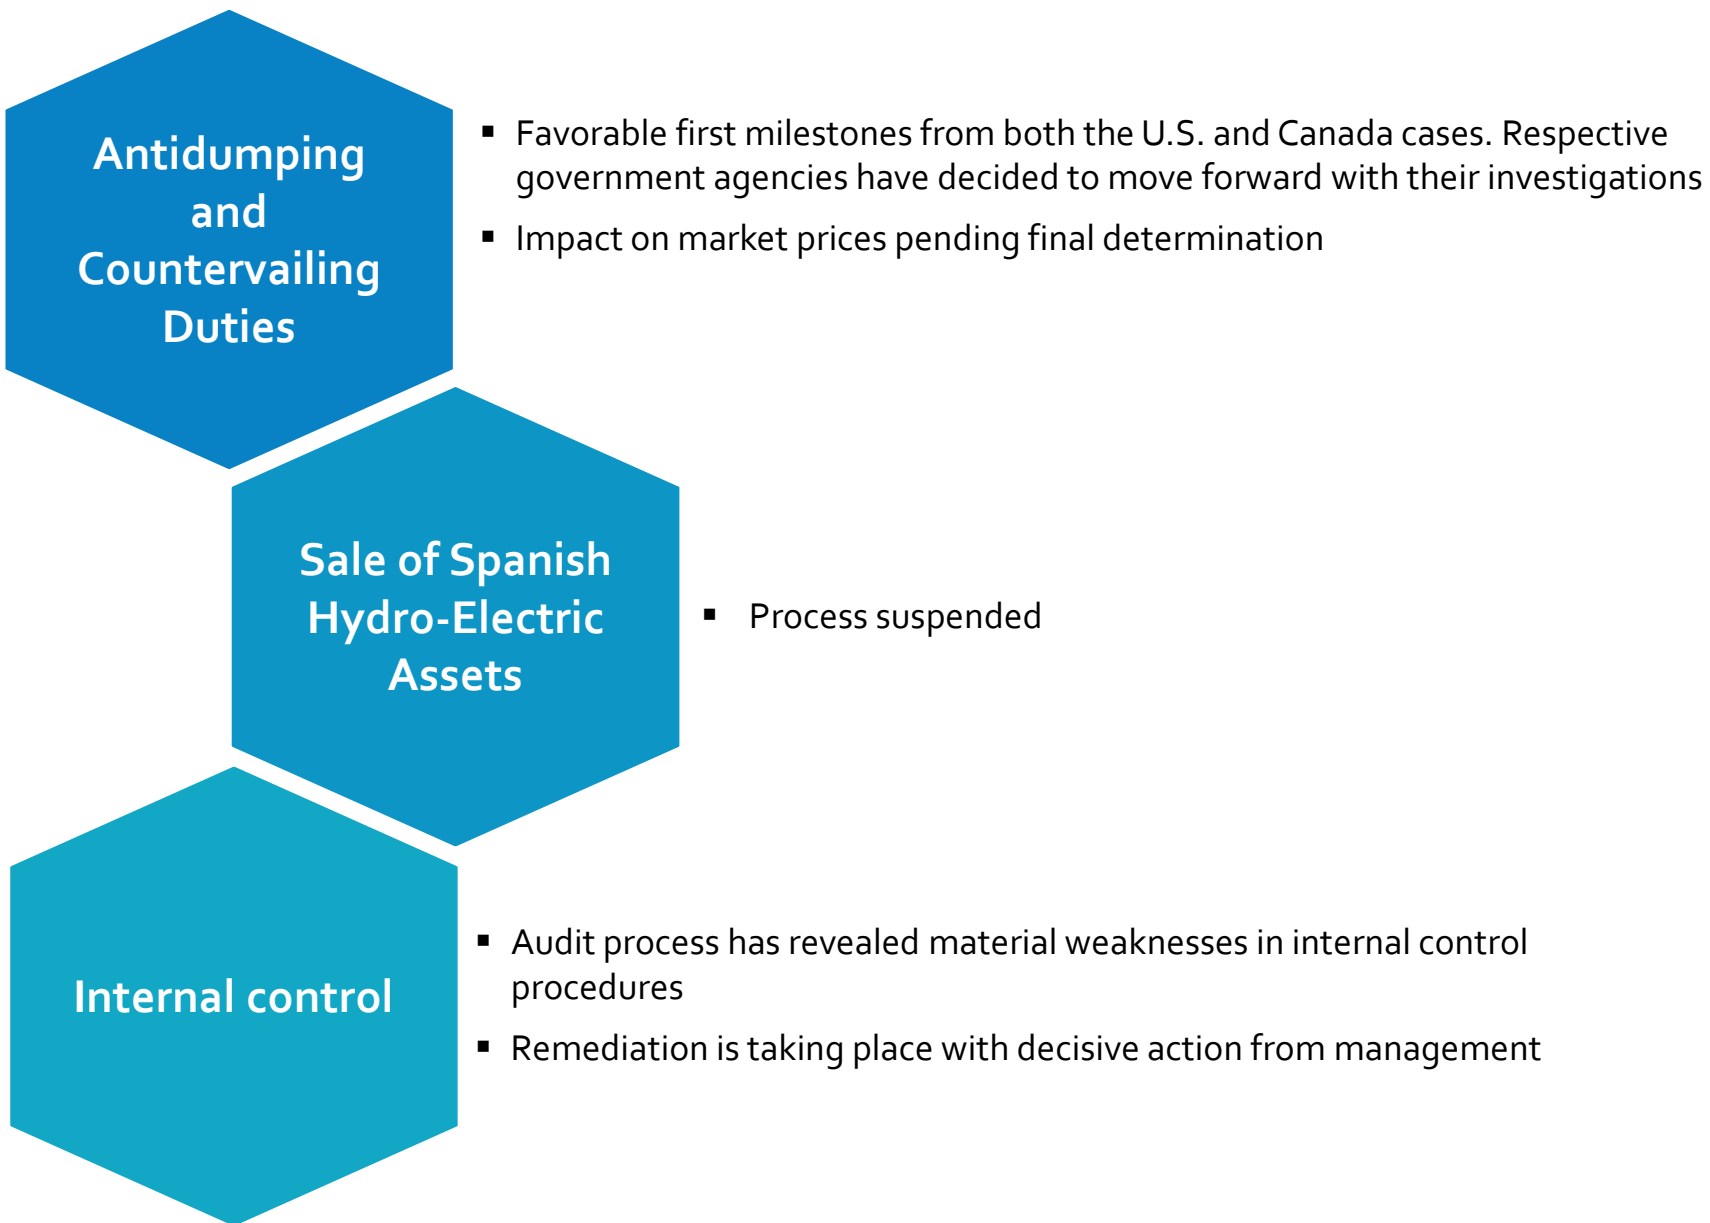 Antidumping
and
Countervailing
Duties
▪ Favorable first milestones from both the U.S. and Canada cases. Respective
government agencies have decided to move forward with their investigations
▪ Impact on market prices pending final determination
Sale of Spanish
Hydro-Electric
Assets
▪ Process suspended
Internal control
▪ Audit process has revealed material weaknesses in internal control
procedures
▪ Remediation is taking place with decisive action from management